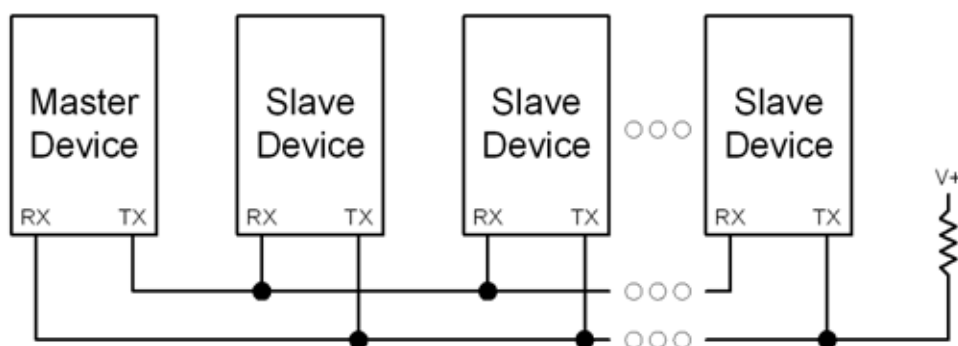 Master
Device
Slave
Device
Slave
Device
Slave
Device
V+
RX TX
RX TX
RX TX
RX TX